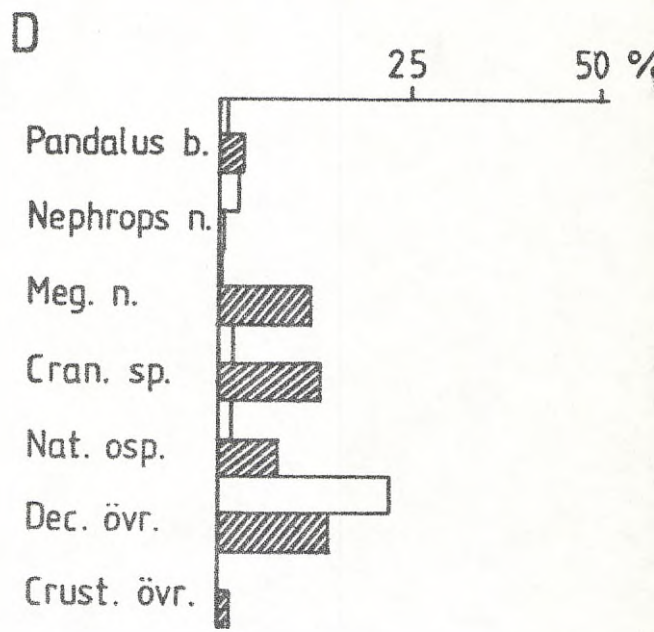 D
25 50 %
Pandalus b.
Nephrops n.
Meg. n.
Cran. sp.
Nat. osp.
Dec. övr.
Crust. övr.